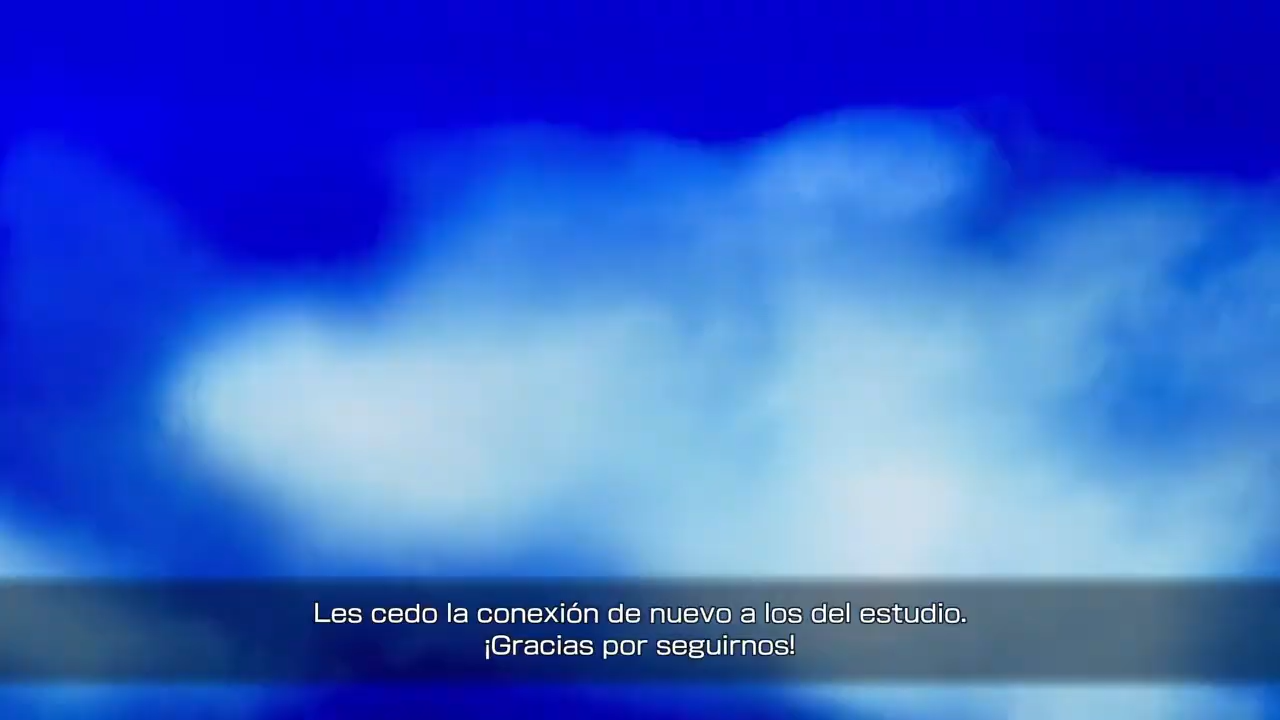 Les cedo la conexión de nuevo a los del estudio.
¡Gracias por seguirnos!